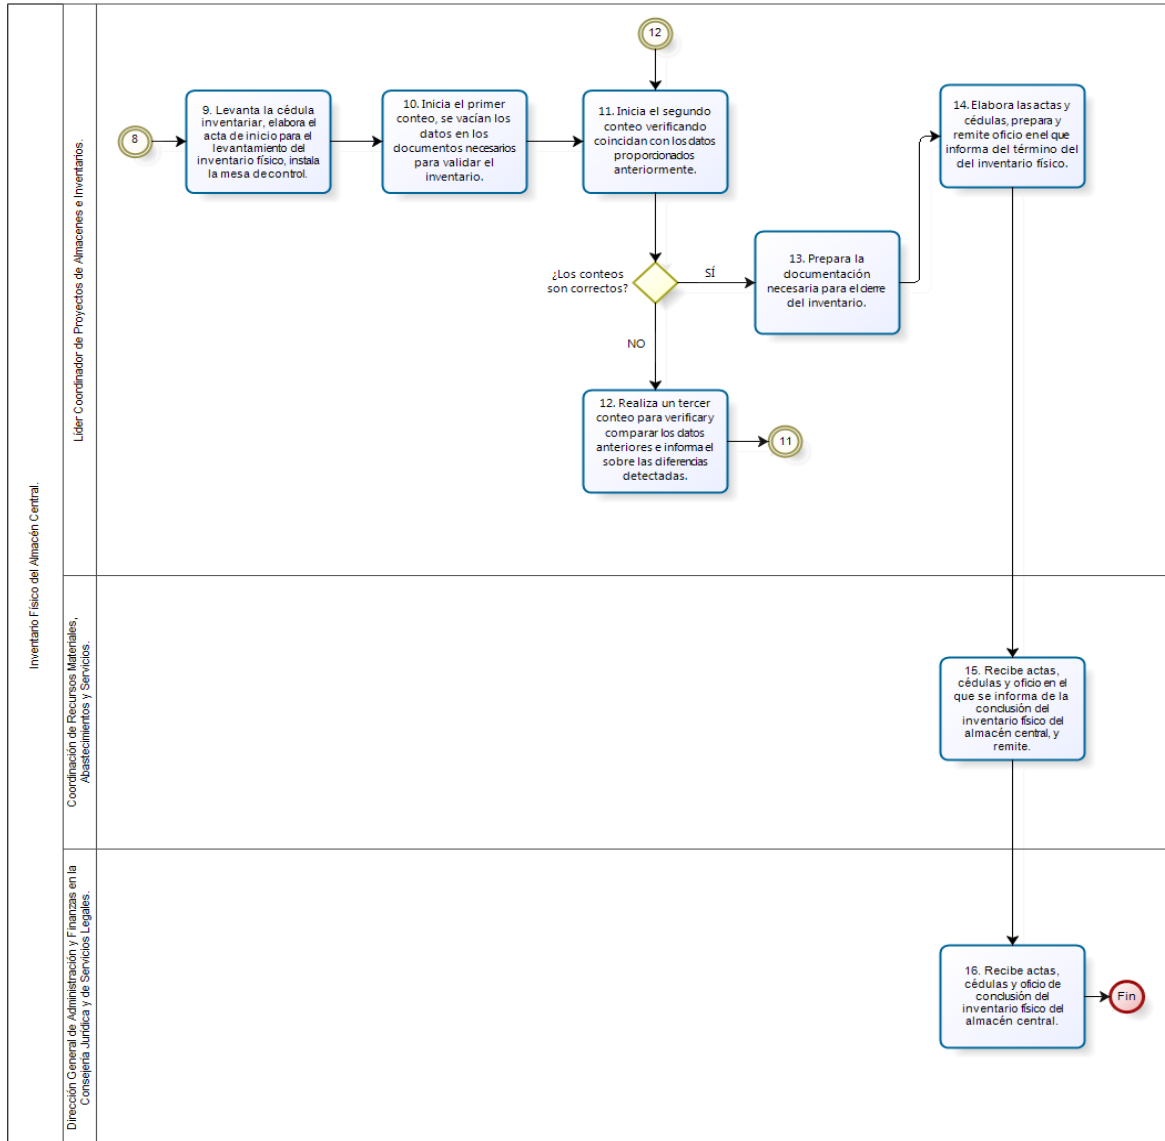 Inventario Físico del Almacén Central.
Líder Coordinador de Proyectos de Almacenes e Inventarios.
8
9. Levanta la cédula
inventariar, elabora el
acta de inicio para el
levantamiento del
inventario físico, instala
la mesa de control.
10. Inicia el primer
conteo, se vacían los
datos en los
documentos necesarios
para validar el
inventario.
12
11. Inicia el segundo
conteo verificando
coincidan con los datos
proporcionados
anteriormente.
¿Los conteos
son correctos?
SÍ
NO
12. Realiza un tercer
conteo para verificar y
comparar los datos
anteriores e informa el
sobre las diferencias
detectadas.
11
13. Prepara la
documentación
necesaria para el cierre
del inventario.
14. Elabora las actas y
cédulas, prepara y
remite oficio en el que
informa del término del
del inventario físico.
Coordinación de Recursos Materiales,
Abastecimientos y Servicios.
15. Recibe actas,
cédulas y oficio en el
que se informa de la
conclusión del
inventario físico del
almacén central, y
remite.
Dirección General de Administración y Finanzas en la
Consejería Jurídica y de Servicios Legales.
16. Recibe actas,
cédulas y oficio de
conclusión del
inventario físico del
almacén central.
Fin